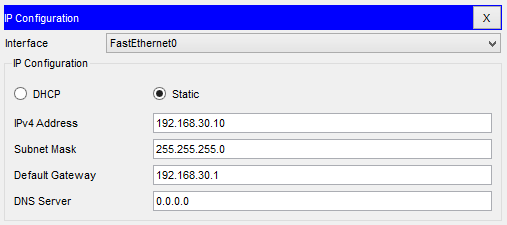 IP Configuration X
Interface FastEthernet0
IP Configuration
DHCP Static
IPv4 Address 192.168.30.10
Subnet Mask 255.255.255.0
Default Gateway 192.168.30.1
DNS Server 0.0.0.0